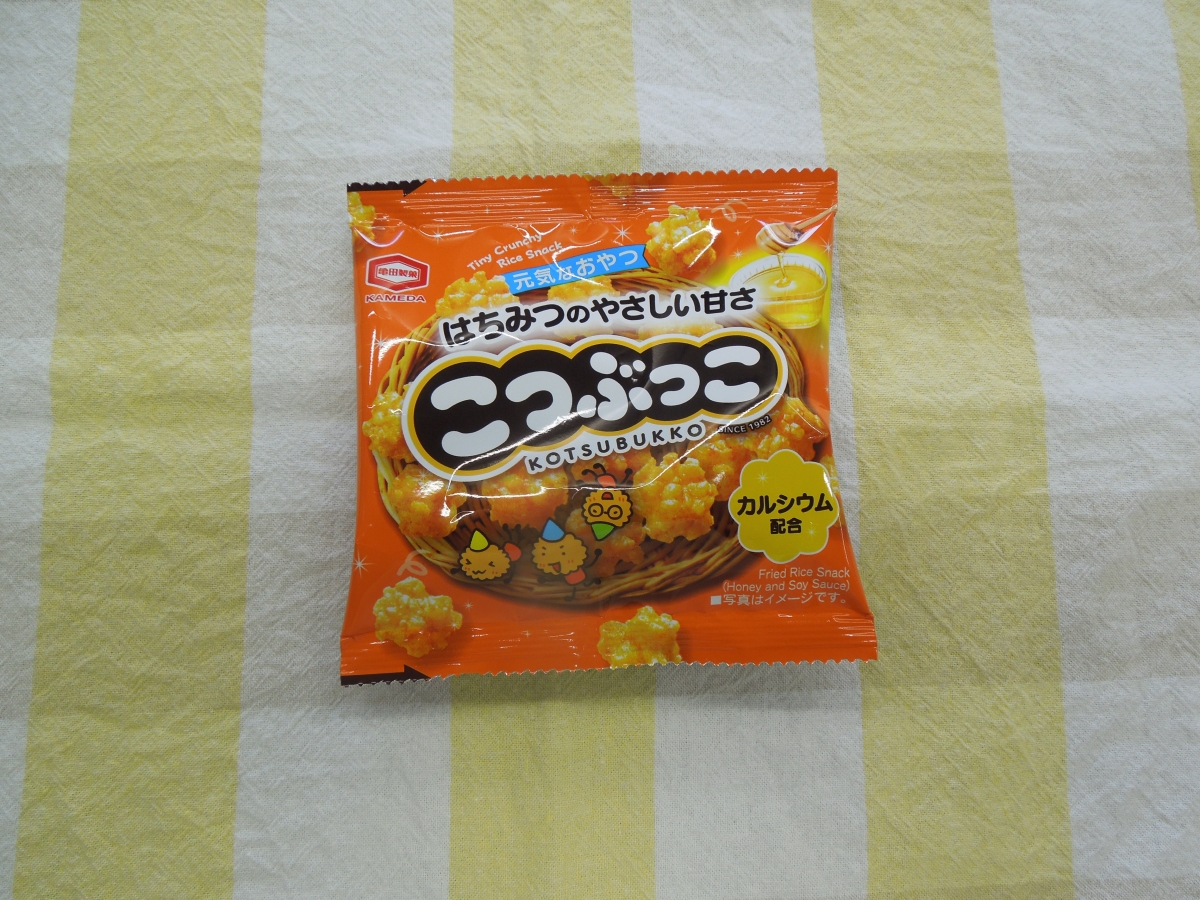 亀田製菓
KAMEDA
Tiny Crunchy
Rice Snack
元気なおやつ
はちみつのやさしい甘さ
こつぶっこ
KOTSUBUKKO
SINCE 1982
カルシウム
配合
Fried Rice Snack
(Honey and Soy Sauce)
■写真はイメージです。